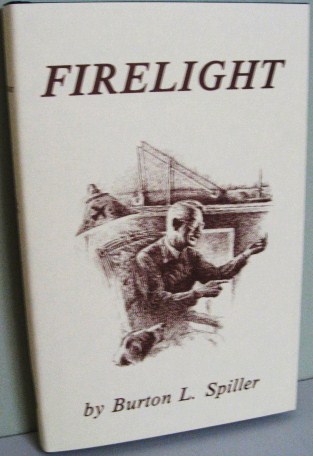 FIRELIGHT
by Burton L. Spiller